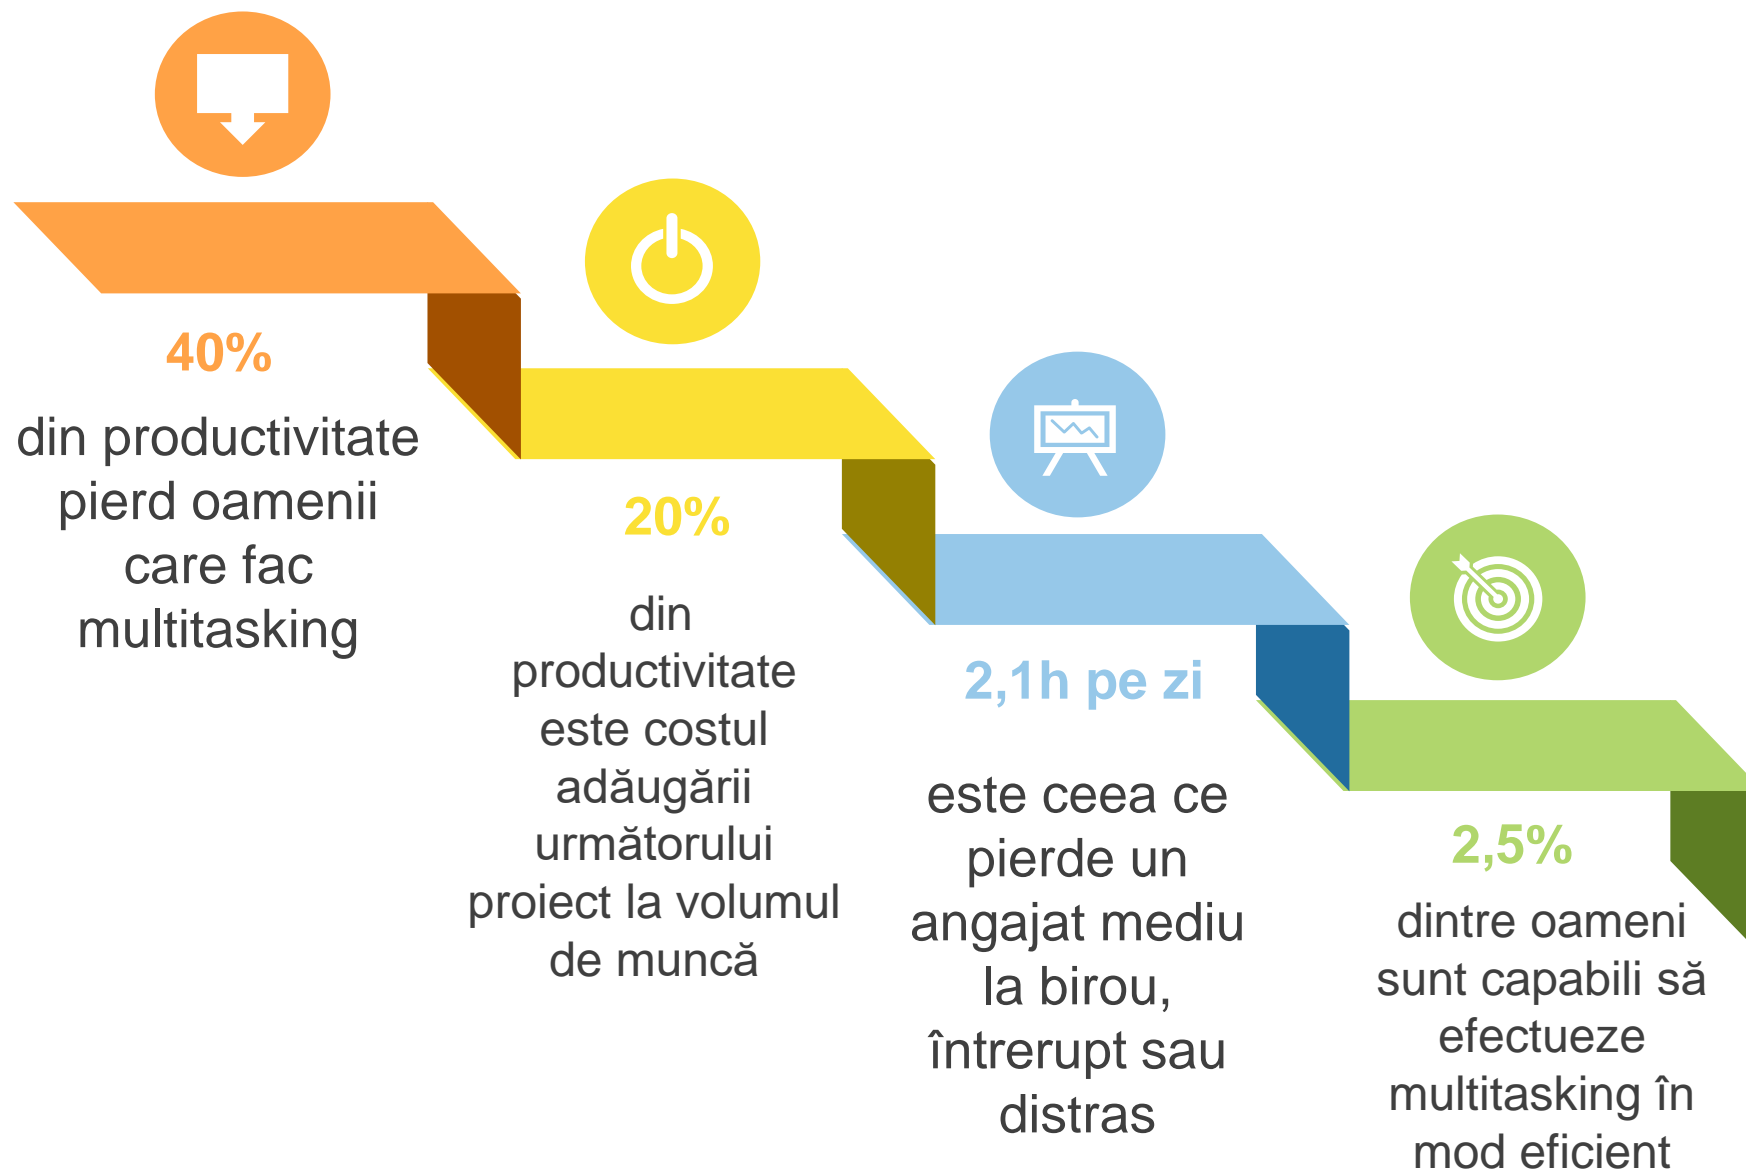 40%
din productivitate
pierd oamenii
care fac
multitasking
20%
din
productivitate
este costul
adăugării
următorului
proiect la volumul
de muncă
2,1h pe zi
este ceea ce
pierde un
angajat mediu
la birou,
întrerupt sau
distras
2,5%
dintre oameni
sunt capabili să
efectueze
multitasking în
mod eficient